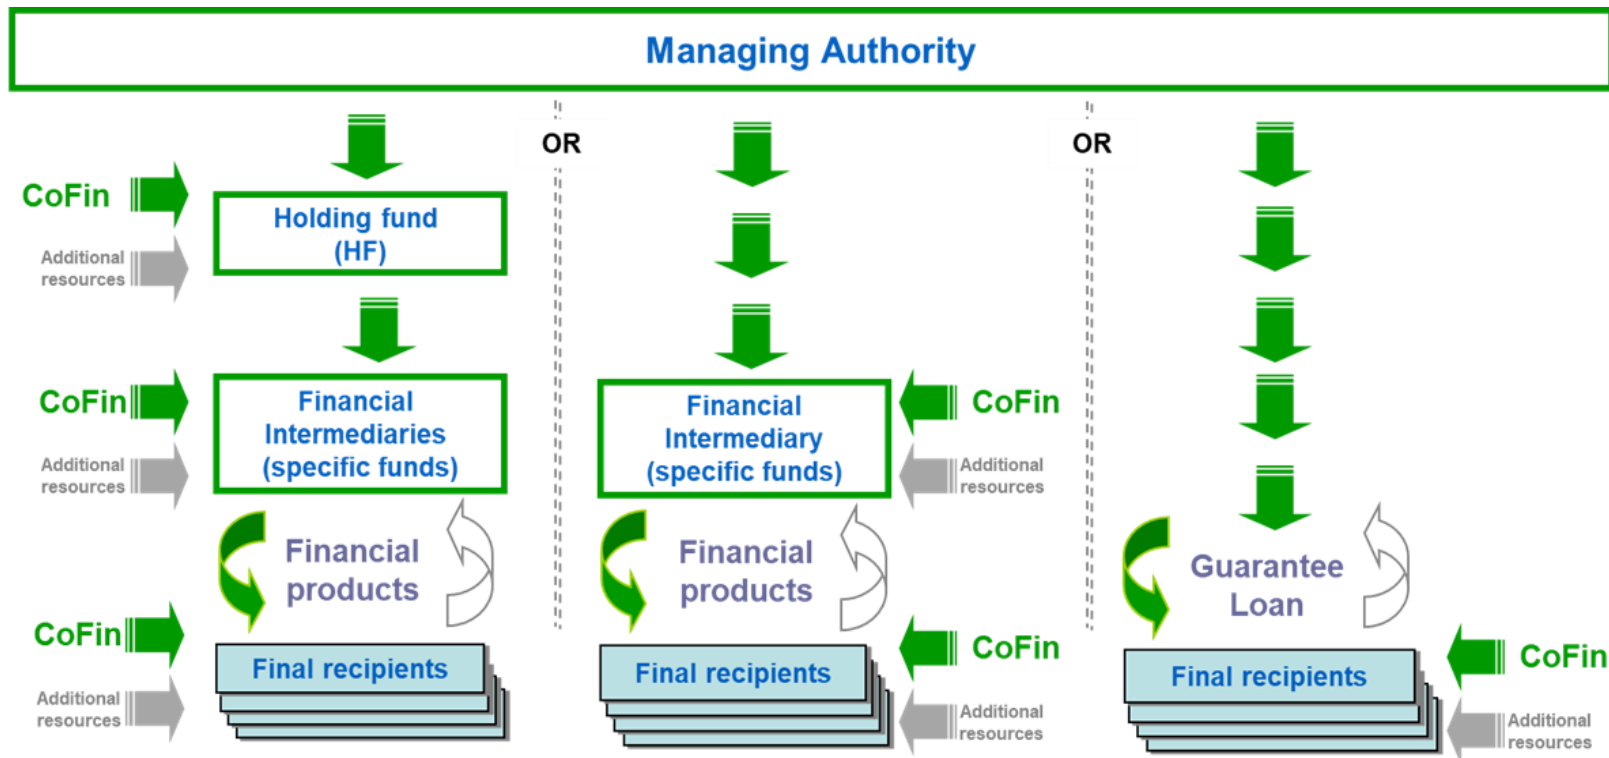 Managing Authority
OR
OR
CoFin
Additional
resources
Holding fund
(HF)
CoFin
Additional
resources
Financial
Intermediaries
(specific funds)
Financial
products
CoFin
Additional
resources
Final recipients
Financial
Intermediary
(specific funds)
CoFin
Additional
resources
Financial
products
Final recipients
CoFin
Additional
resources
Guarantee
Loan
Final recipients
CoFin
Additional
resources